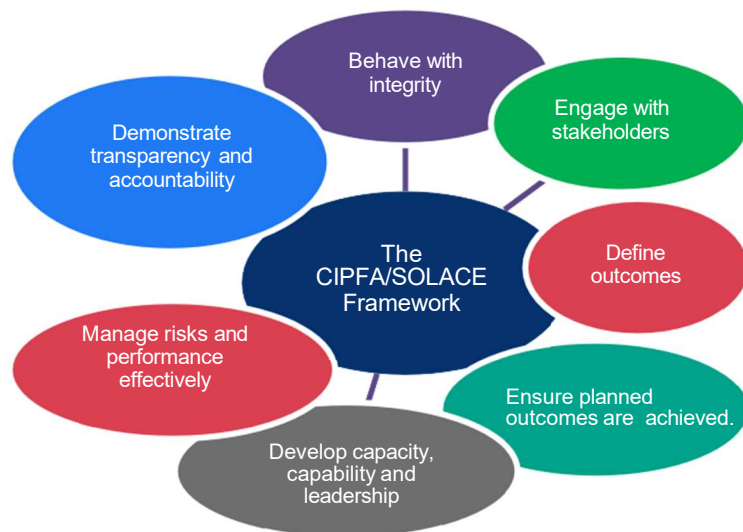 Behave with
integrity
Engage with
stakeholders
Demonstrate
transparency and
accountability
The
CIPFA/SOLACE
Framework
Define
outcomes
Manage risks and
performance
effectively
Ensure planned
outcomes are achieved.
Develop capacity,
capability and
leadership